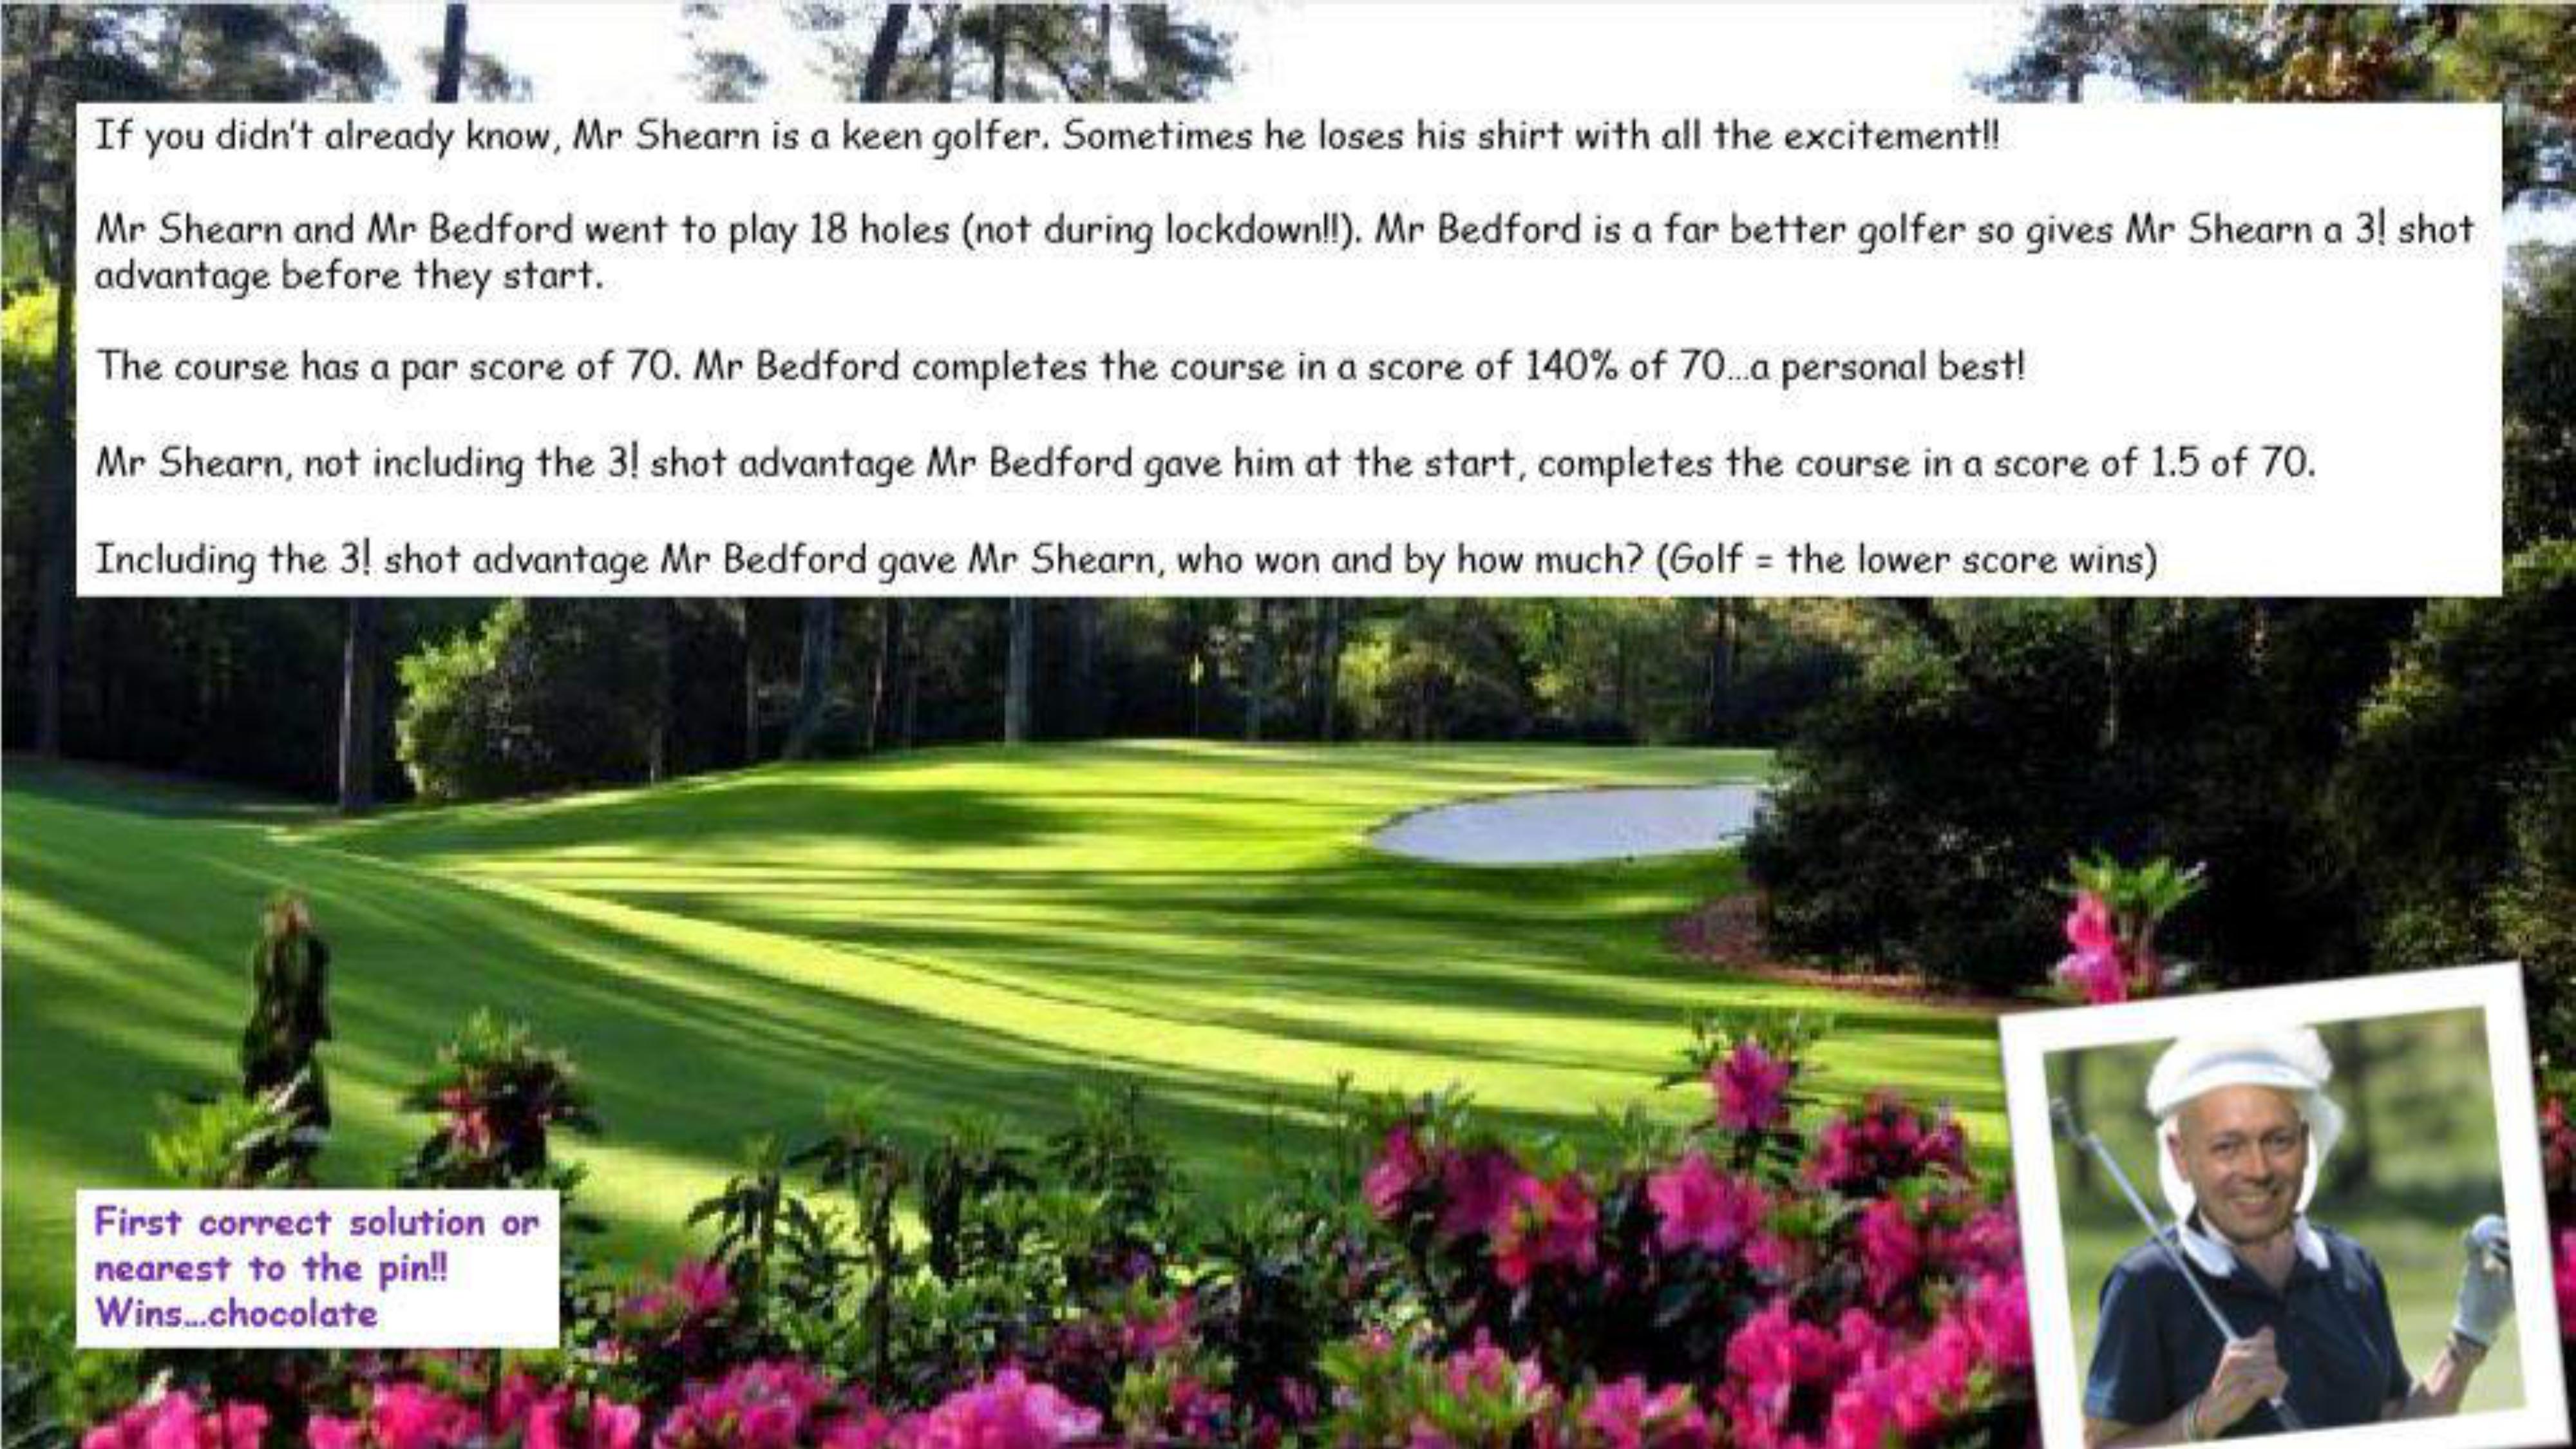 If you didn't already know, Mr Shearn is a keen golfer. Sometimes he loses his shirt with all the excitement!!
Mr Shearn and Mr Bedford went to play 18 holes (not during lockdown!!). Mr Bedford is a far better golfer so gives Mr Shearn a 3! shot
advantage before they start.
The course has a par score of 70. Mr Bedford completes the course in a score of 140% of 70...a personal best!
Mr Shearn, not including the 3! shot advantage Mr Bedford gave him at the start, completes the course in a score of 1.5 of 70.
Including the 3! shot advantage Mr Bedford gave Mr Shearn, who won and by how much? (Golf = the lower score wins)
First correct solution or
nearest to the pin!!
Wins...chocolate